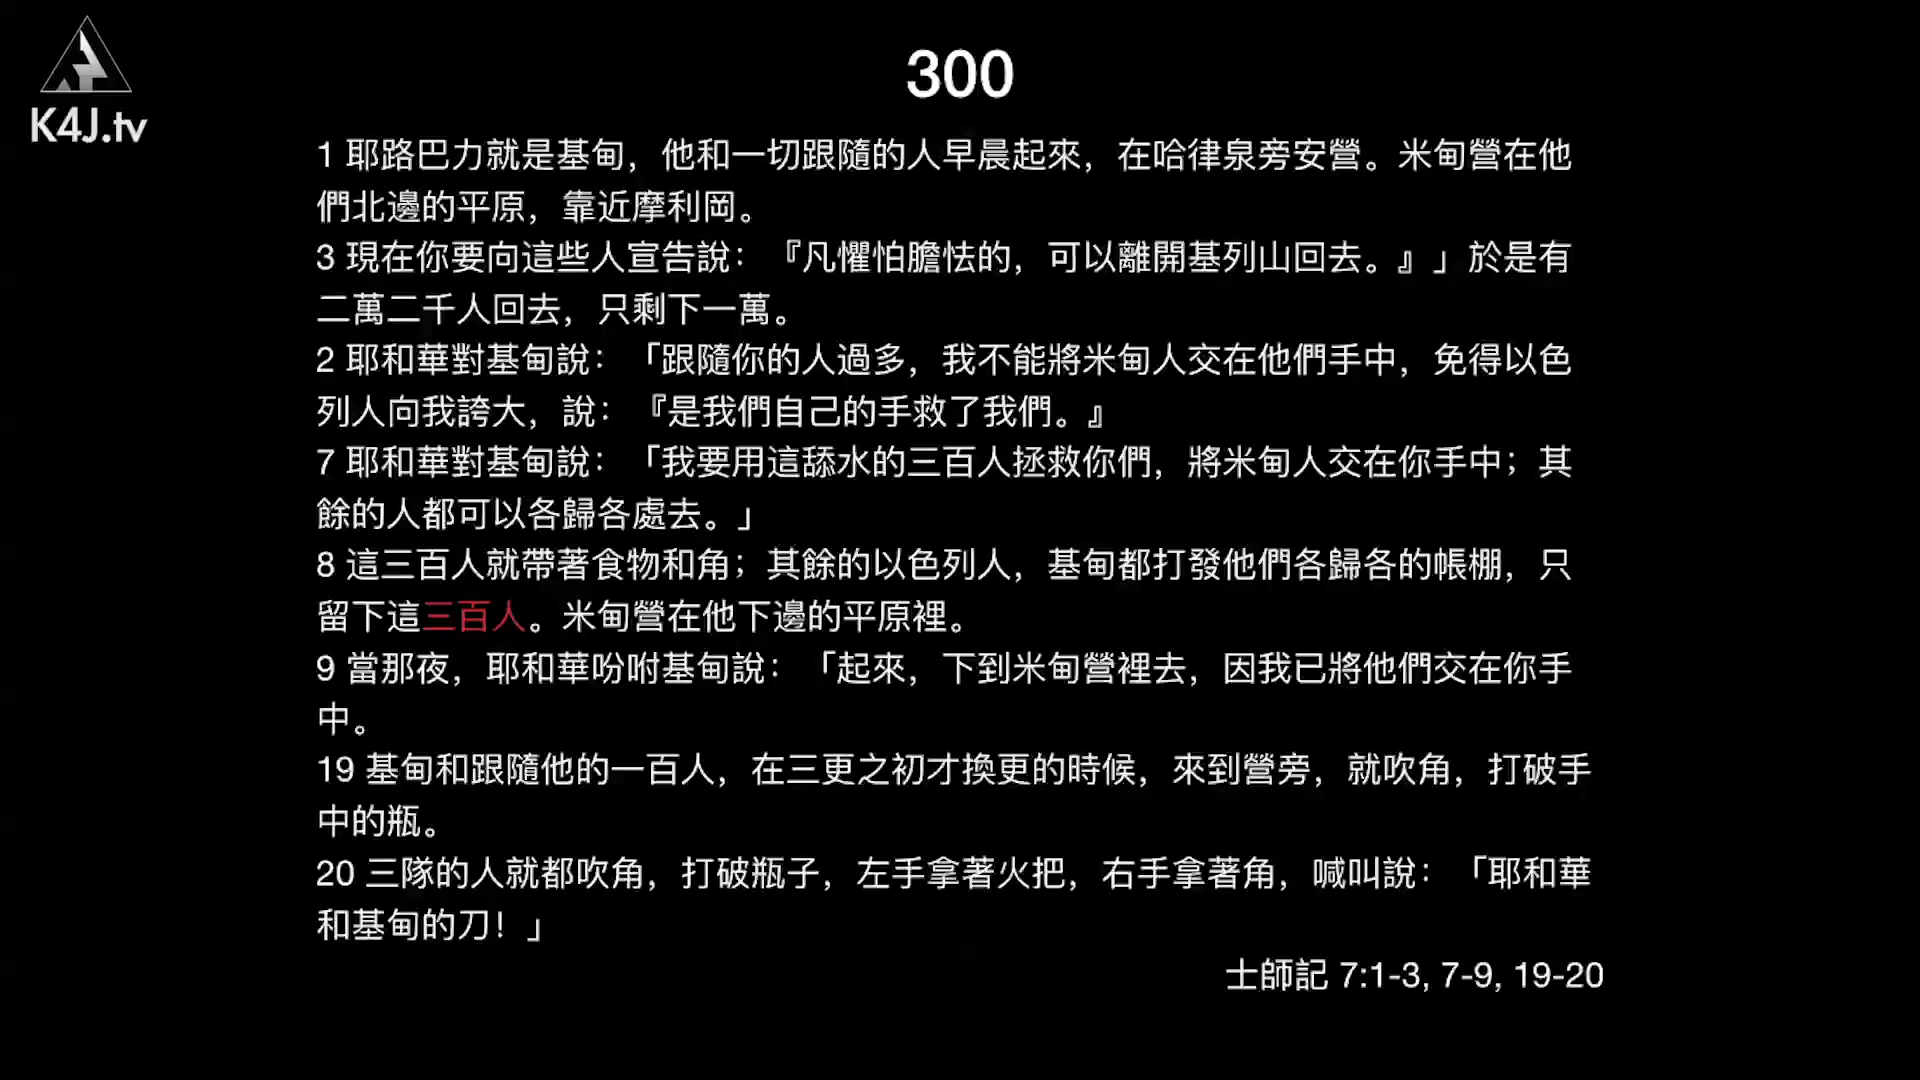 K4J.tv
300
1 耶路巴力就是基甸，他和一切跟隨的人早晨起來，在哈律泉旁安營。米甸營在他
們北邊的平原，靠近摩利岡。
3 現在你要向這些人宣告說：『凡懼怕膽怯的，可以離開基列山回去。』」於是有
二萬二千人回去，只剩下一萬。
2 耶和華對基甸說：「跟隨你的人過多，我不能將米甸人交在他們手中，免得以色
列人向我誇大，說：『是我們自己的手救了我們。』
7 耶和華對基甸說：「我要用這舔水的三百人拯救你們，將米甸人交在你手中；其
餘的人都可以各歸各處去。」
8 這三百人就帶著食物和角；其餘的以色列人，基甸都打發他們各歸各的帳棚，只
留下這三百人。米甸營在他下邊的平原裡。
9 當那夜，耶和華吩咐基甸說：「起來，下到米甸營裡去，因我已將他們交在你手
中。
19 基甸和跟隨他的一百人，在三更之初才換更的時候，來到營旁，就吹角，打破手
中的瓶。
20 三隊的人就都吹角，打破瓶子，左手拿著火把，右手拿著角，喊叫說：「耶和華
和基甸的刀！」
士師記 7:1-3, 7-9, 19-20